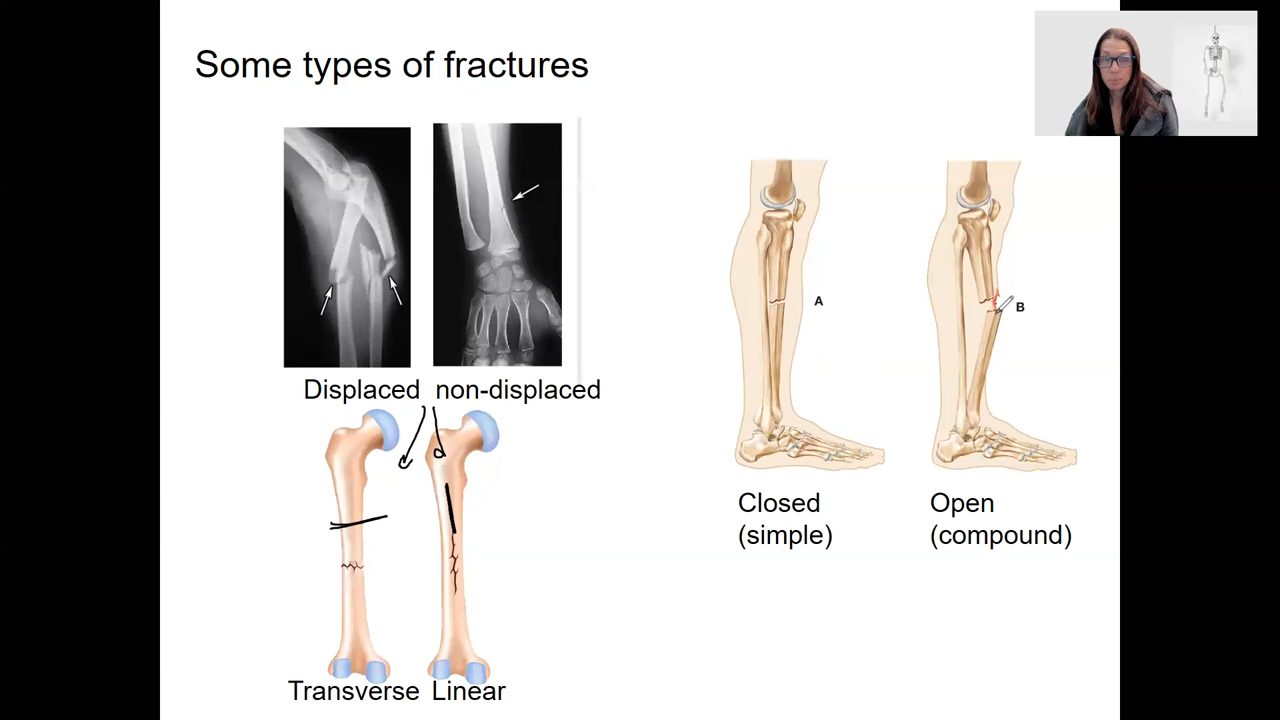 Some types of fractures
Displaced non-displaced
A
B
Closed
(simple)
Open
(compound)
Transverse Linear